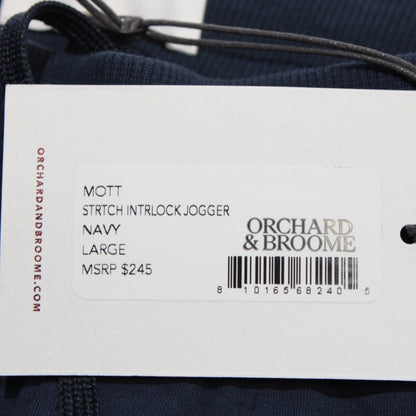 ORCHARDANDBROOME.COM
MOTT
STRTCH INTRLOCK JOGGER
NAVY
LARGE
MSRP $245
ORCHARD
& BROOME
8 10165 68240 5